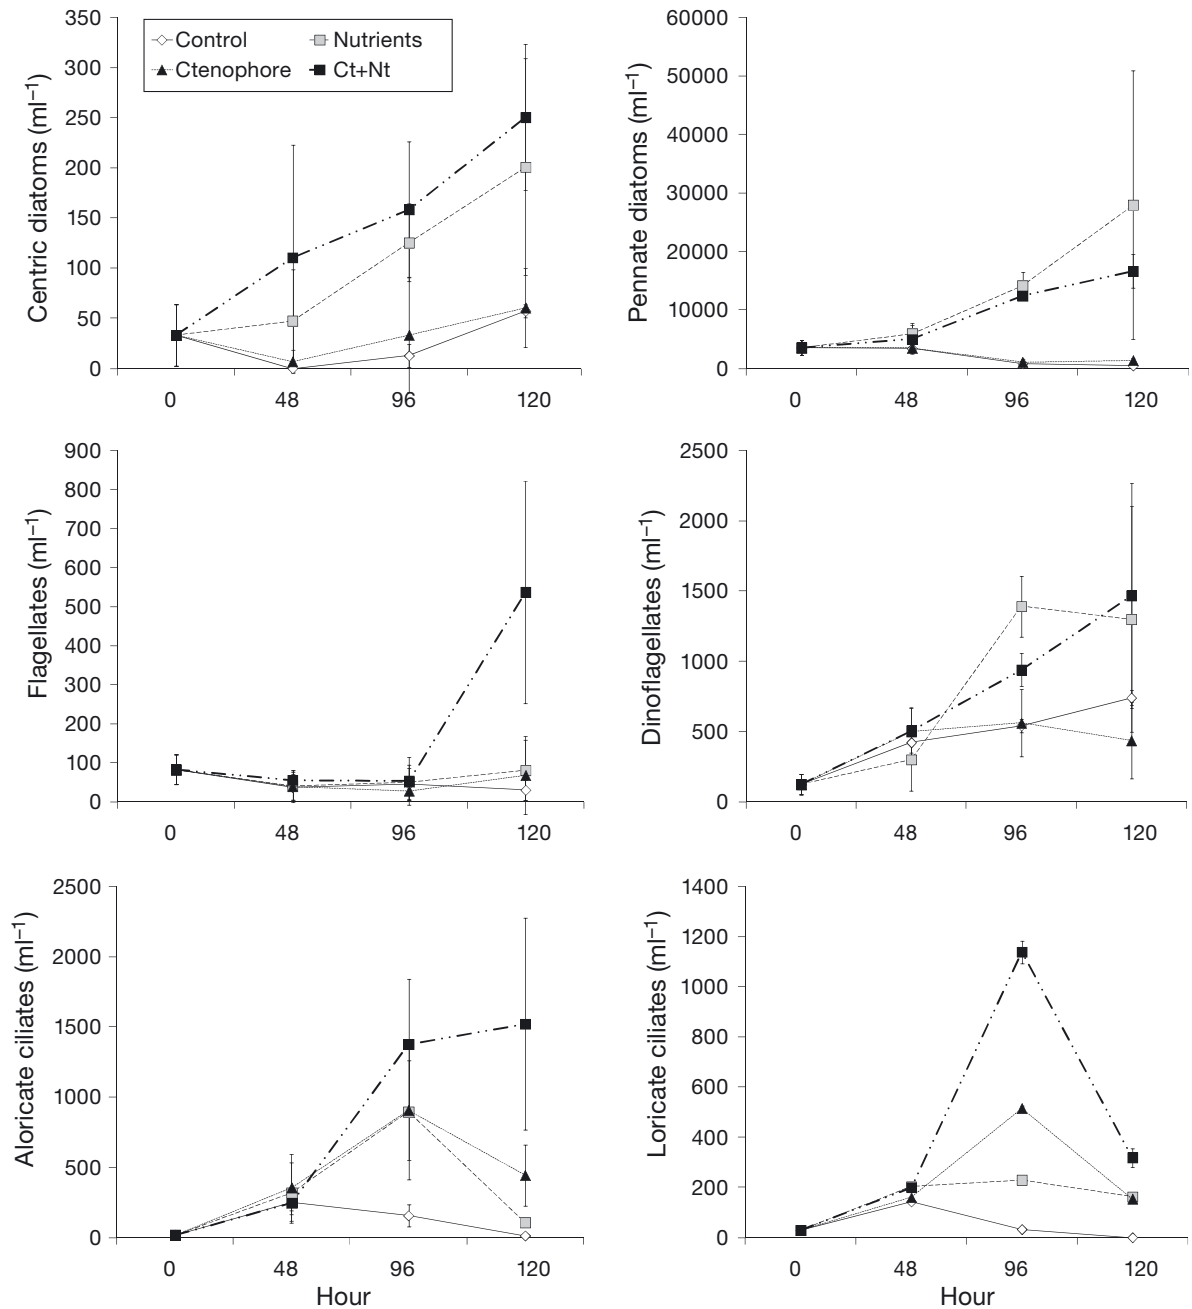 350
300
250
200
150
100
50
0
Centric diatoms (ml⁻¹)
Control
Nutrients
Ctenophore
Ct+Nt
0 48 96 120
60000
50000
40000
30000
20000
10000
0
Pennate diatoms (ml⁻¹)
0 48 96 120
900
800
700
600
500
400
300
200
100
0
Flagellates (ml⁻¹)
0 48 96 120
2500
2000
1500
1000
500
0
Dinoflagellates (ml⁻¹)
0 48 96 120
2500
2000
1500
1000
500
0
Aloricate ciliates (ml⁻¹)
0 48 96 120
Hour
1400
1200
1000
800
600
400
200
0
Loricate ciliates (ml⁻¹)
0 48 96 120
Hour